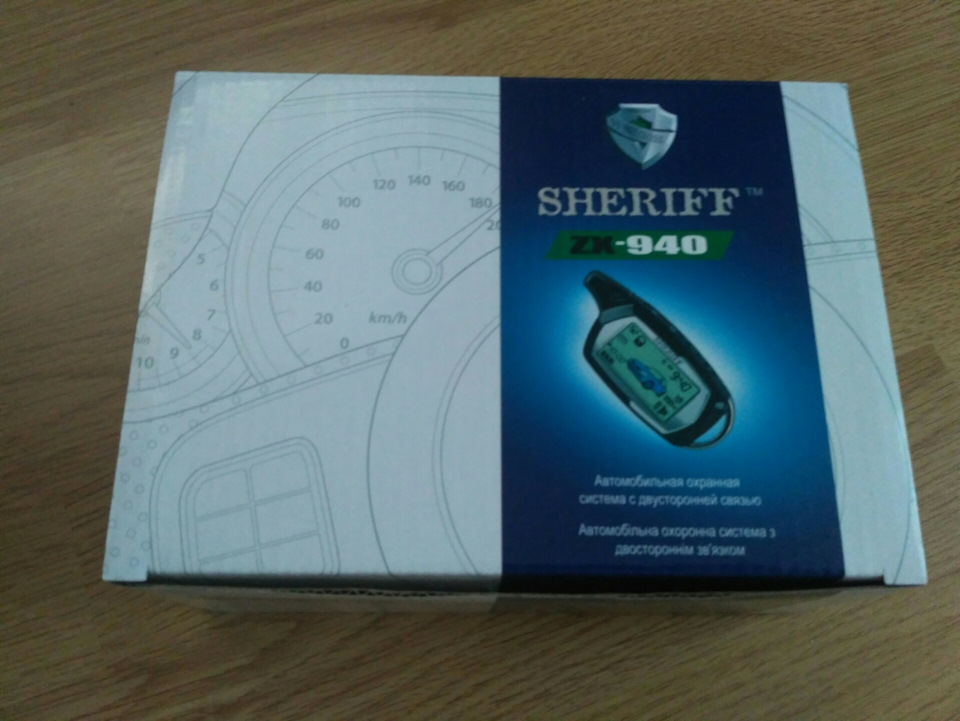 SHERIFF™
ZX-940
Автомобильная охранная
система с двусторонней связью
Автомобільна охоронна система з
двостороннім зв'язком
120 140 160
100 180
80
60
40
20 km/h
0
5
6
7
8
9
10